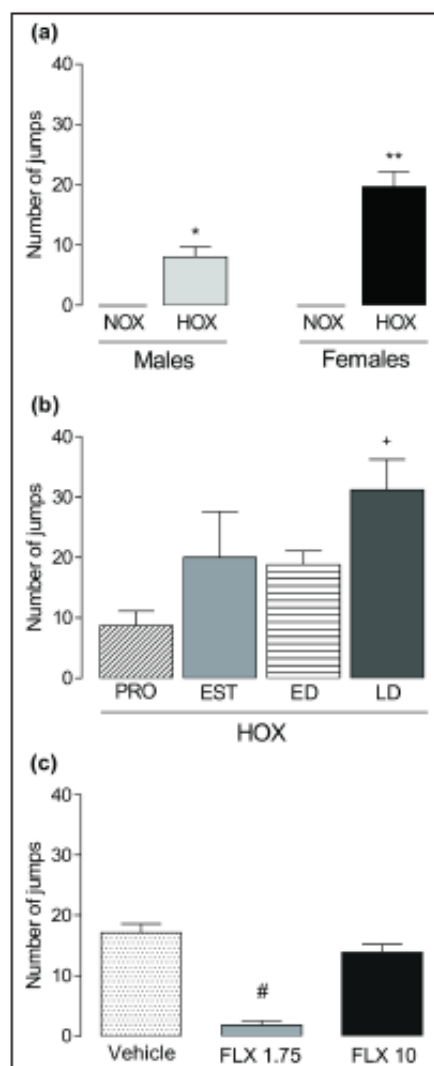 (a)
Number of jumps
40
30
20
10
0
*
**
NOX HOX NOX HOX
Males Females
(b)
Number of jumps
40
30
20
10
0
+
PRO EST ED LD
HOX
(c)
Number of jumps
40
30
20
10
0
#
Vehicle FLX 1.75 FLX 10